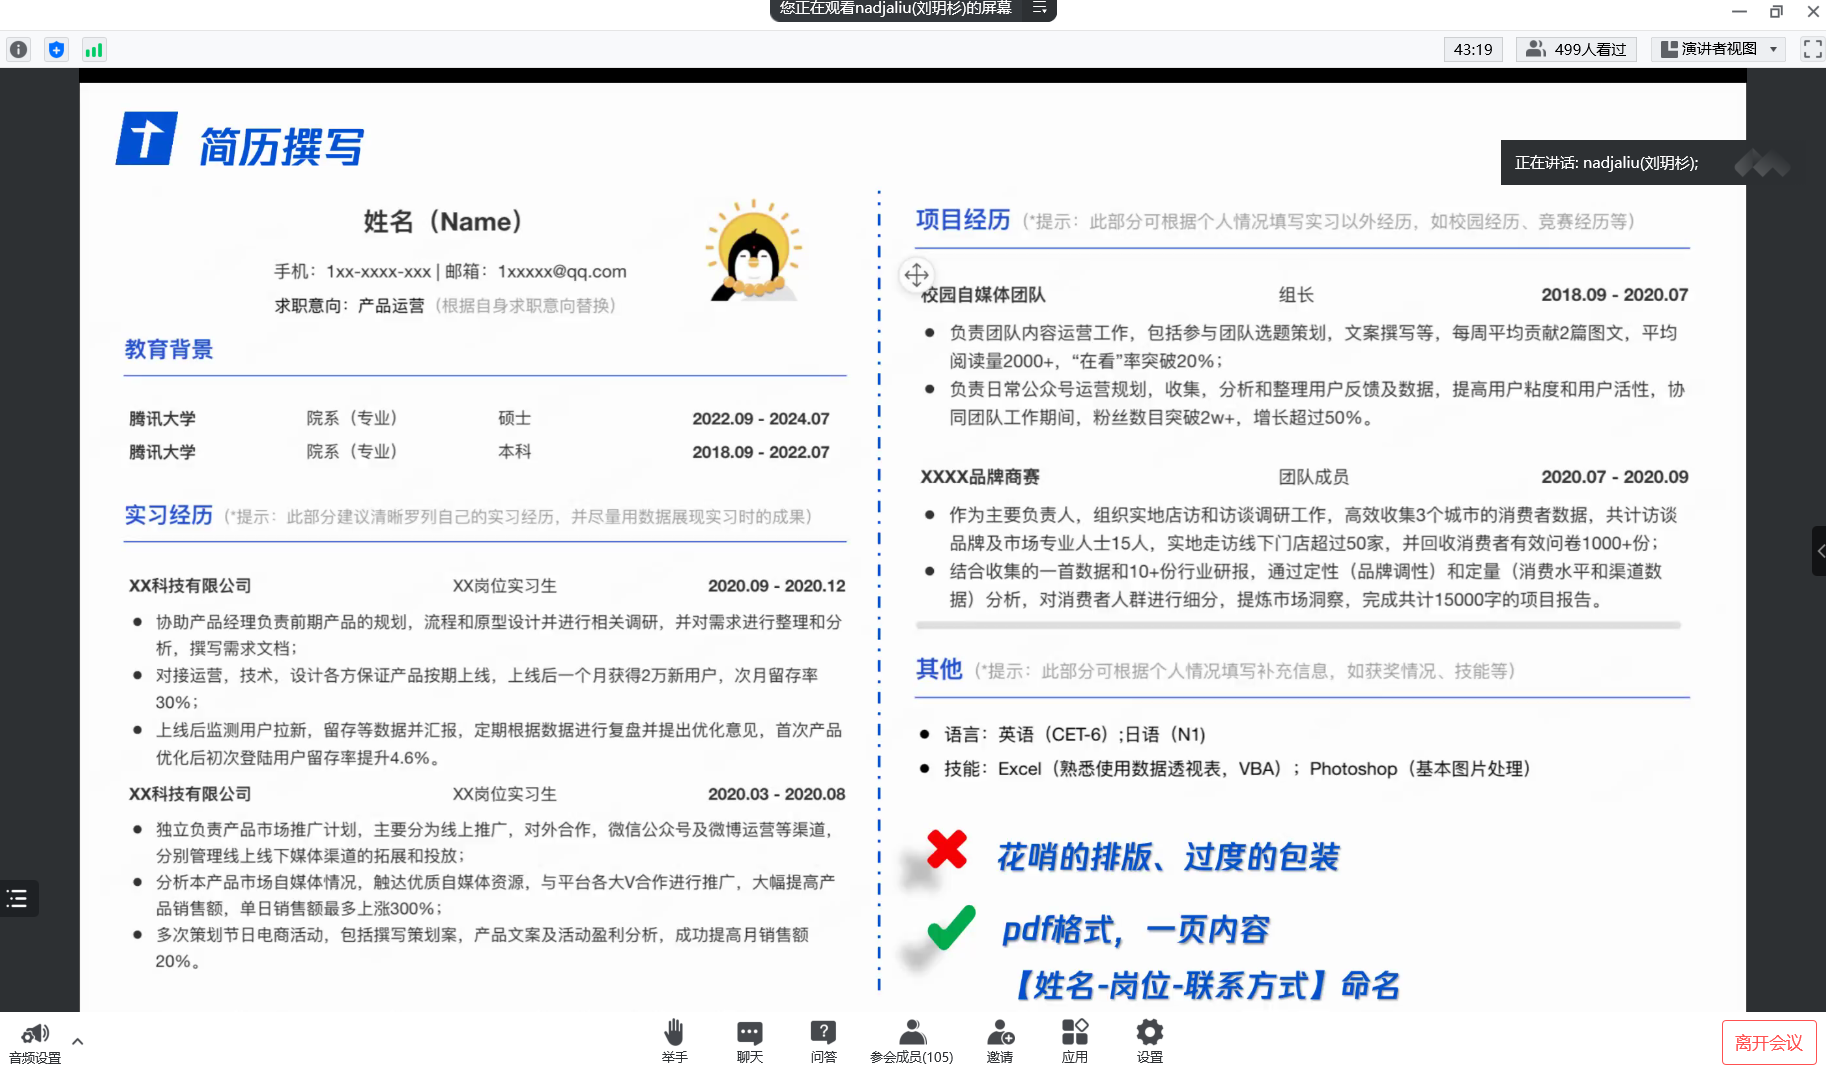 您正在观看nadjaliu(刘玥杉)的屏幕
43:19
499人看过
演讲者视图
简历撰写
正在讲话: nadjaliu(刘玥杉);
姓名（Name）
手机：1xx-xxxx-xxx | 邮箱：1xxxxx@qq.com
求职意向：产品运营（根据自身求职意向替换）
教育背景
腾讯大学 院系（专业） 硕士 2022.09 - 2024.07
腾讯大学 院系（专业） 本科 2018.09 - 2022.07
实习经历（*提示：此部分建议清晰罗列自己的实习经历，并尽量用数据展现实习时的成果）
XX科技有限公司 XX岗位实习生 2020.09 - 2020.12
● 协助产品经理负责前期产品的规划，流程和原型设计并进行相关调研，并对需求进行整理和分
析，撰写需求文档；
● 对接运营，技术，设计各方保证产品按期上线，上线后一个月获得2万新用户，次月留存率
30%；
● 上线后监测用户拉新，留存等数据并汇报，定期根据数据进行复盘并提出优化意见，首次产品
优化后初次登陆用户留存率提升4.6%。
XX科技有限公司 XX岗位实习生 2020.03 - 2020.08
● 独立负责产品市场推广计划，主要分为线上推广，对外合作，微信公众号及微博运营等渠道，
分别管理线上线下媒体渠道的拓展和投放；
● 分析本产品市场自媒体情况，触达优质自媒体资源，与平台各大V合作进行推广，大幅提高产
品销售额，单日销售额最多上涨300%；
● 多次策划节日电商活动，包括撰写策划案，产品文案及活动盈利分析，成功提高月销售额
20%。
项目经历（*提示：此部分可根据个人情况填写实习以外经历，如校园经历、竞赛经历等）
校园自媒体团队 组长 2018.09 - 2020.07
● 负责团队内容运营工作，包括参与团队选题策划，文案撰写等，每周平均贡献2篇图文，平均
阅读量2000+，“在看”率突破20%；
● 负责日常公众号运营规划，收集，分析和整理用户反馈及数据，提高用户粘度和用户活性，协
同团队工作期间，粉丝数目突破2w+，增长超过50%。
XXXX品牌商赛 团队成员 2020.07 - 2020.09
● 作为主要负责人，组织实地店访和访谈调研工作，高效收集3个城市的消费者数据，共计访谈
品牌及市场专业人士15人，实地走访线下门店超过50家，并回收消费者有效问卷1000+份；
● 结合收集的一首数据和10+份行业研报，通过定性（品牌调性）和定量（消费水平和渠道数
据）分析，对消费者人群进行细分，提炼市场洞察，完成共计15000字的项目报告。
其他（*提示：此部分可根据个人情况填写补充信息，如获奖情况、技能等）
● 语言：英语（CET-6）;日语（N1)
● 技能：Excel（熟悉使用数据透视表，VBA）；Photoshop（基本图片处理）
花哨的排版、过度的包装
pdf格式，一页内容
【姓名-岗位-联系方式】命名
音频设置
举手
聊天
问答
参会成员(105)
邀请
应用
设置
离开会议